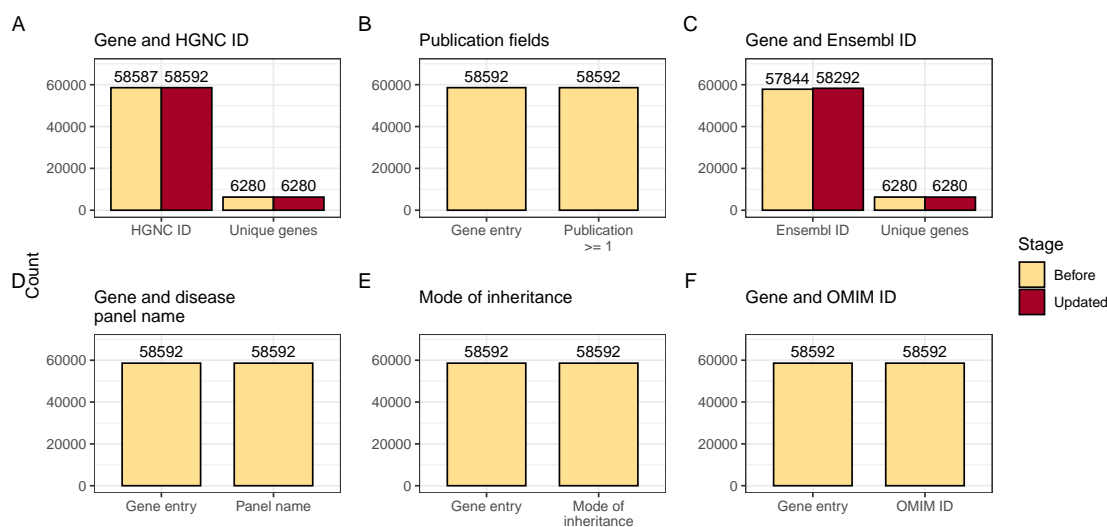 A
Gene and HGNC ID
58587 58592
6280 6280
60000
40000
20000
0
HGNC ID Unique genes
B
Publication fields
58592 58592
60000
40000
20000
0
Gene entry Publication
>= 1
C
Gene and Ensembl ID
57844 58292
6280 6280
60000
40000
20000
0
Ensembl ID Unique genes
Count
D
Gene and disease
panel name
58592 58592
60000
40000
20000
0
Gene entry Panel name
E
Mode of inheritance
58592 58592
60000
40000
20000
0
Gene entry Mode of
inheritance
F
Gene and OMIM ID
58592 58592
60000
40000
20000
0
Gene entry OMIM ID
Stage
Before
Updated